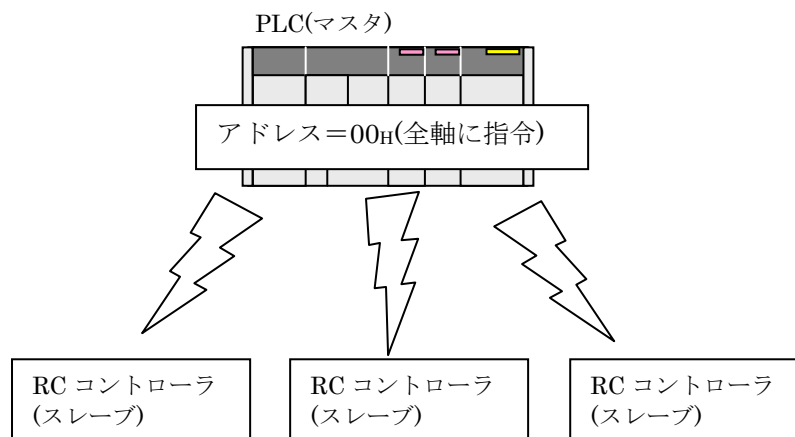 PLC(マスタ)
アドレス＝00H(全軸に指令)
RC コントローラ
(スレーブ)
RC コントローラ
(スレーブ)
RC コントローラ
(スレーブ)